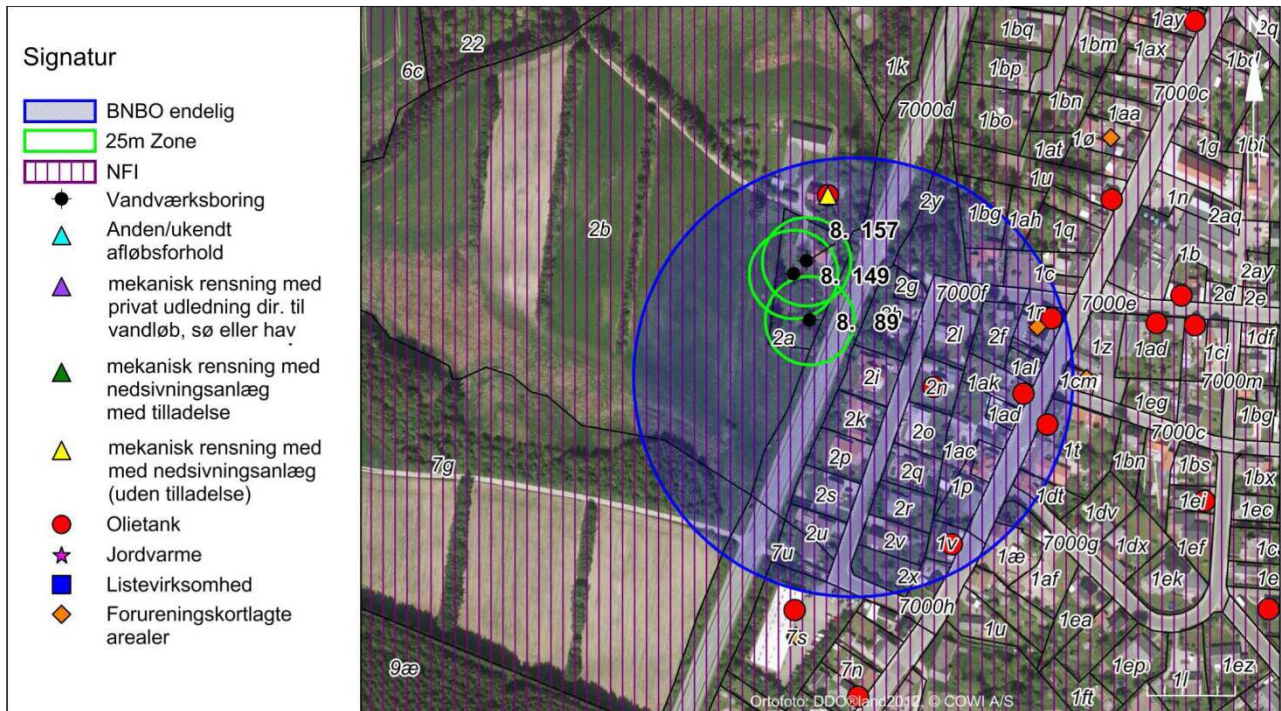 Signatur
BNBO endelig
25m Zone
NFI
Vandværksboring
Anden/ukendt
afløbsforhold
mekanisk rensning med
privat udledning dir. til
vandløb, sø eller hav
mekanisk rensning med
nedsivningsanlæg
med tilladelse
mekanisk rensning med
med nedsivningsanlæg
(uden tilladelse)
Olietank
Jordvarme
Listevirksomhed
Forureningskortlagte
arealer
22
6c
1k
7000d
1bq
1bp
1bo
1bm
1bn
1ay
1ax
2q
1bd
7000c
1aa
1ø
1at
1u
1g
1bi
1n
2b
2y
1bg
1ah
1q
2aq
8. 157
8. 149
8. 89
2g
7000f
1c
1b
7000e
2d
2e
2ay
2a
2l
2f
1r
1z
1ad
1ci
1df
2i
2n
1ak
1al
1cm
7000m
2k
2o
1ad
1eg
1bg
7g
2p
1ac
1t
7000c
1bn
1bs
1bx
2s
2q
1p
1dt
1ei
1ec
2u
2r
1dv
7u
2v
1v
1æ
7000g
1dx
1ef
2x
1af
1ek
7000h
7s
1u
1ea
9æ
7n
1ep
1l
1ez
1ft
Ortofoto: DDO®land2012. © COWI A/S